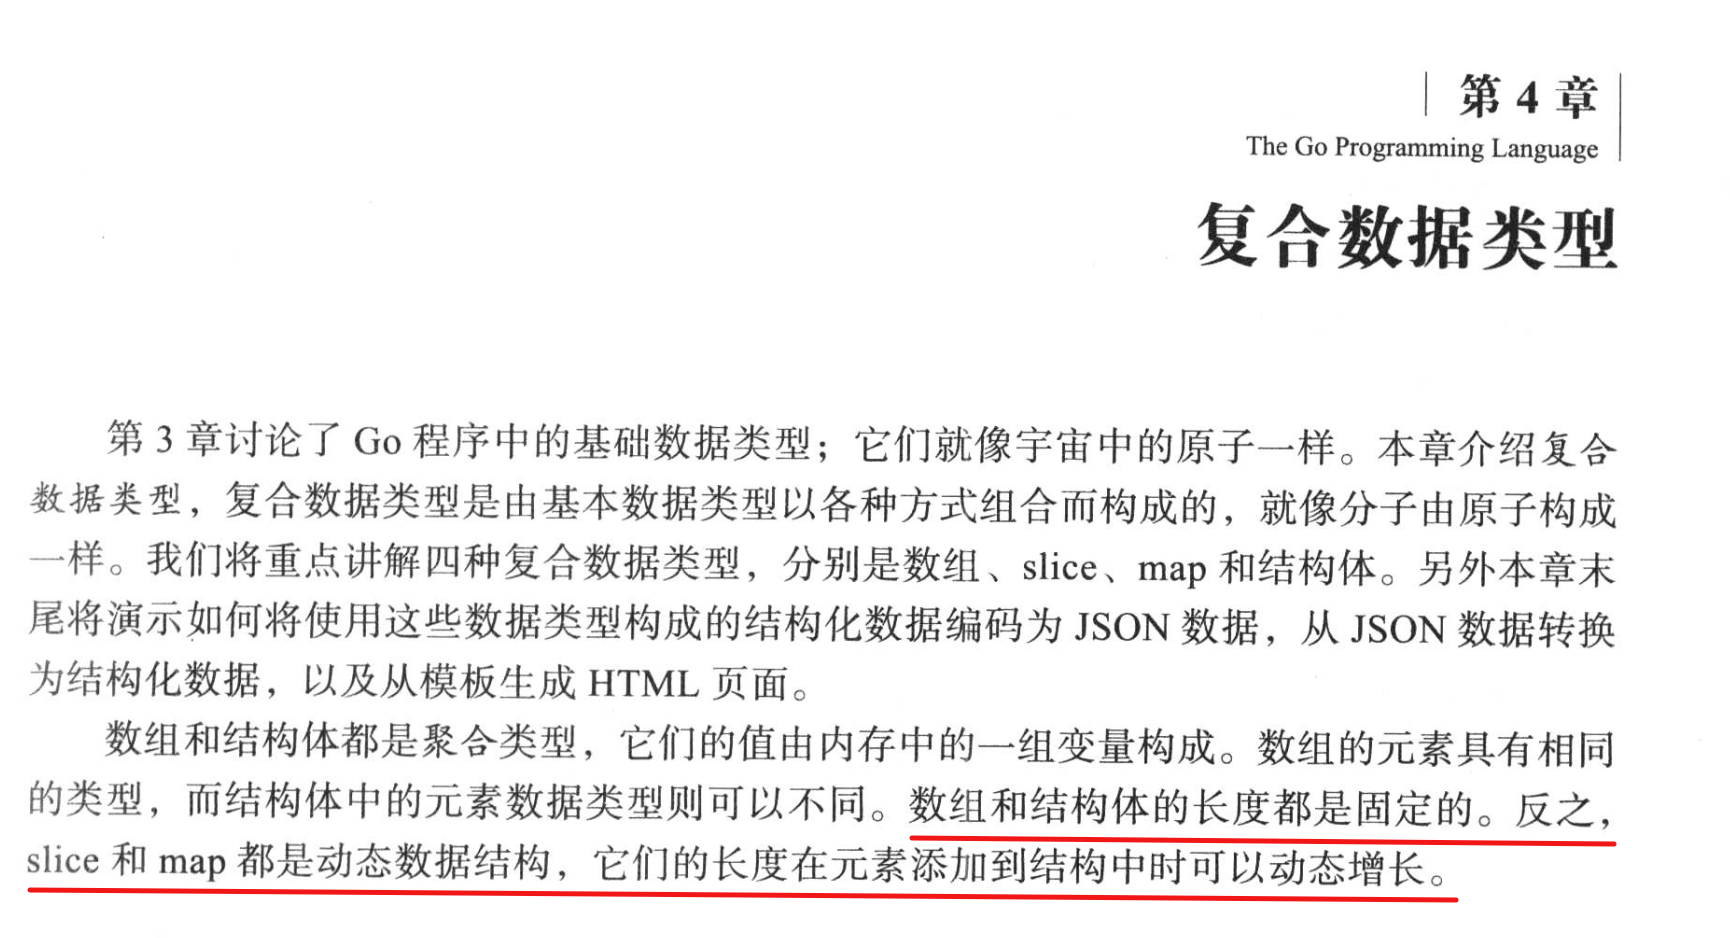 第 4 章
The Go Programming Language
复合数据类型
第 3 章讨论了 Go 程序中的基础数据类型；它们就像宇宙中的原子一样。本章介绍复合
数据类型，复合数据类型是由基本数据类型以各种方式组合而构成的，就像分子由原子构成
一样。我们将重点讲解四种复合数据类型，分别是数组、slice、map 和结构体。另外本章末
尾将演示如何将使用这些数据类型构成的结构化数据编码为 JSON 数据，从 JSON 数据转换
为结构化数据，以及从模板生成 HTML 页面。
数组和结构体都是聚合类型，它们的值由内存中的一组变量构成。数组的元素具有相同
的类型，而结构体中的元素数据类型则可以不同。数组和结构体的长度都是固定的。反之，
slice 和 map 都是动态数据结构，它们的长度在元素添加到结构中时可以动态增长。